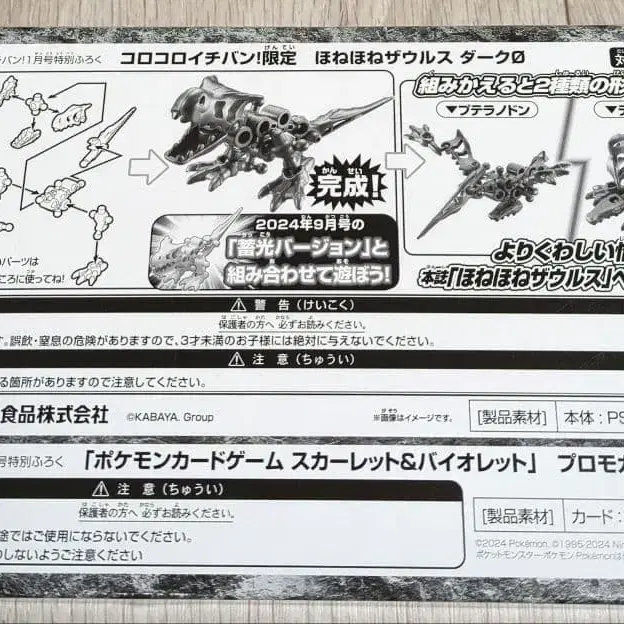 チバン!1月号特別ふろく
コロコロイチバン!限定 ほねほねザウルス ダークØ
組みかえると2種類の形
▼プテラノドン
完成!
2024年9月号の
「蓄光バージョン」と
組み合わせて遊ぼう!
パーツは
ころに使ってね!
よりくわしい情
本誌「ほねほねザウルス」ペ
⚠ 警告(けいこく)
保護者の方へ 必ずお読みください。
す。誤飲・窒息の危険がありますので、3才未満のお子様には絶対に与えないでください。
⚠ 注意(ちゅうい)
る箇所がありますので注意してください。
食品株式会社 ©KABAYA. Group ※画像はイメージです。 [製品素材] 本体:PS
号特別ふろく 「ポケモンカードゲーム スカーレット&バイオレット」 プロモカ
⚠ 注意(ちゅうい)
保護者の方へ 必ずお読みください。
途ではご使用にならないでください。
のしないようご注意ください
[製品素材] カード:
©2024 Pokémon. ©1995-2024 Nin
ポケットモンスター・ポケモン・Pokémonは